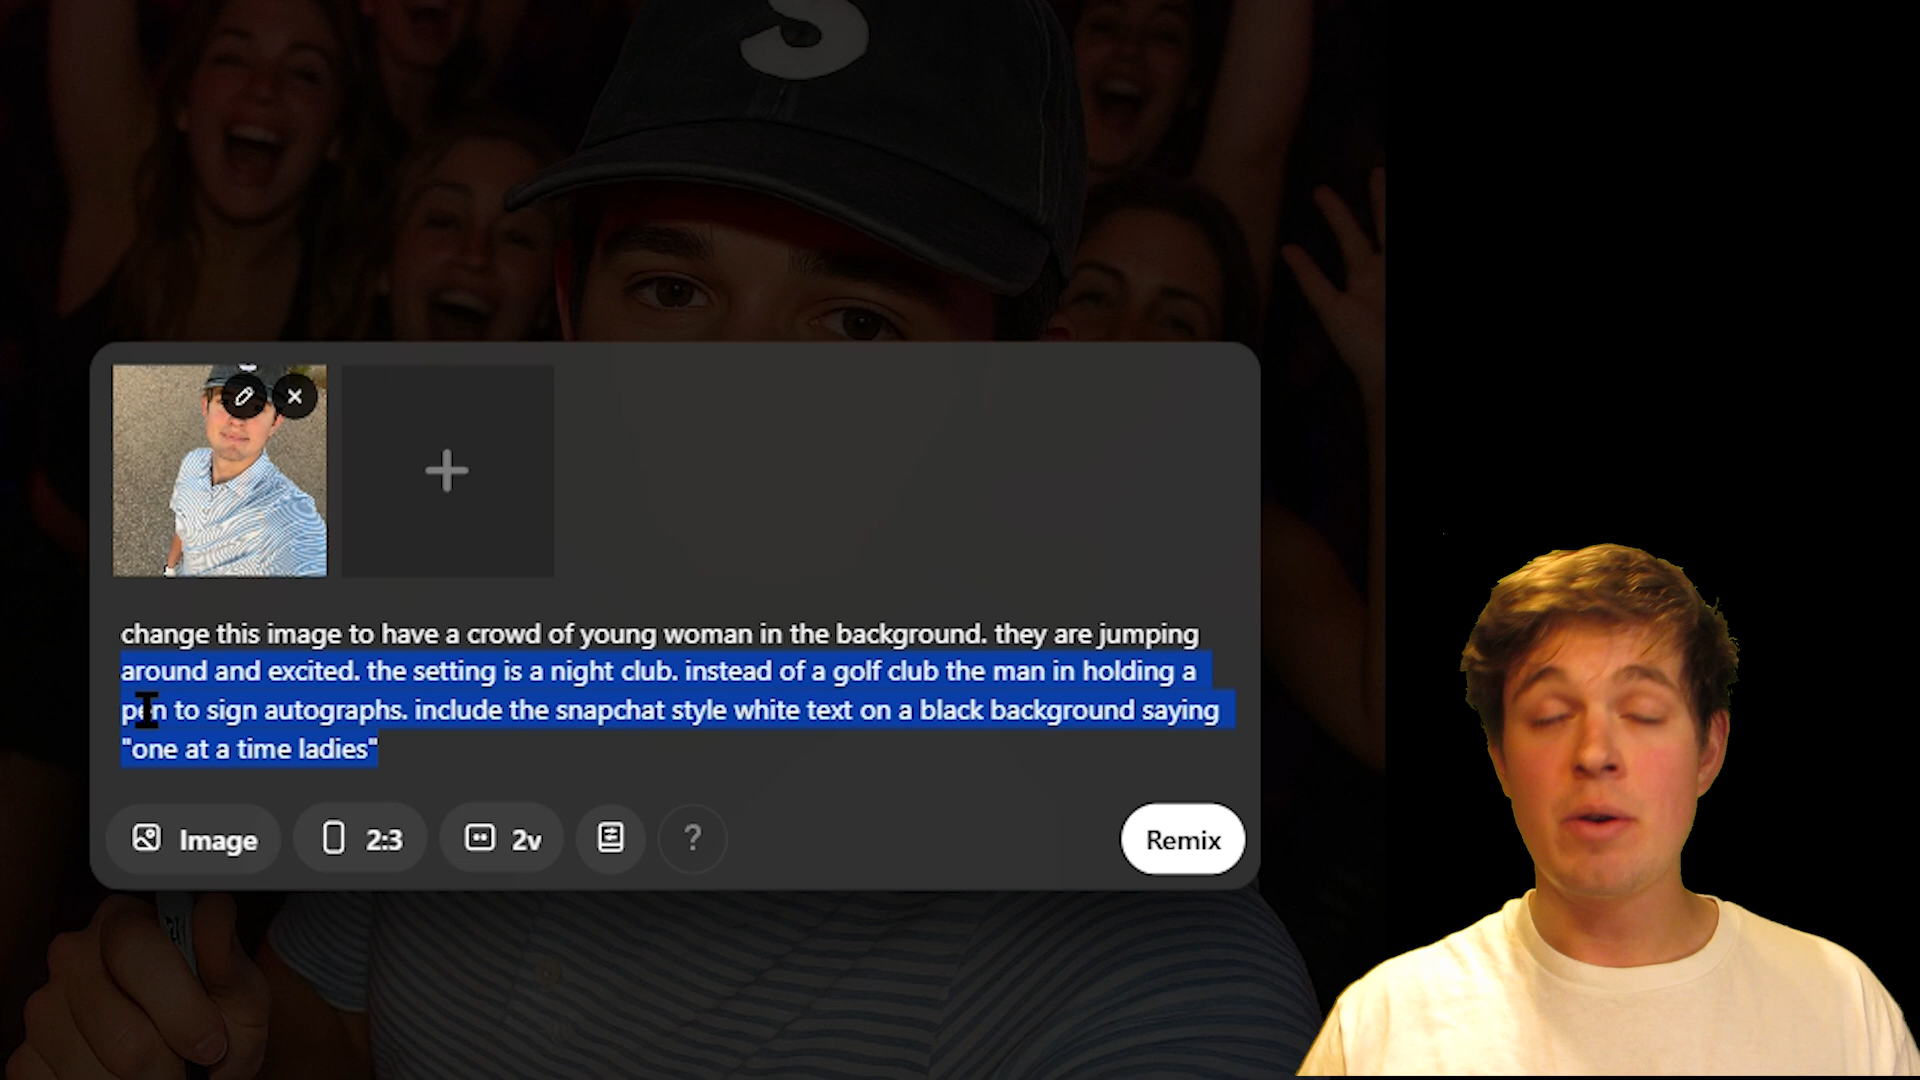 change this image to have a crowd of young woman in the background. they are jumping
around and excited. the setting is a night club. instead of a golf club the man in holding a
pen to sign autographs. include the snapchat style white text on a black background saying
"one at a time ladies"
Image
2:3
2v
?
Remix